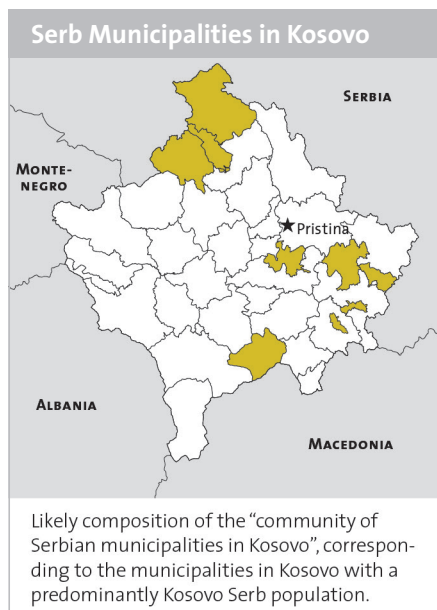 Serb Municipalities in Kosovo
SERBIA
MONTE-
NEGRO
Pristina
ALBANIA
MACEDONIA
Likely composition of the “community of
Serbian municipalities in Kosovo”, correspon-
ding to the municipalities in Kosovo with a
predominantly Kosovo Serb population.